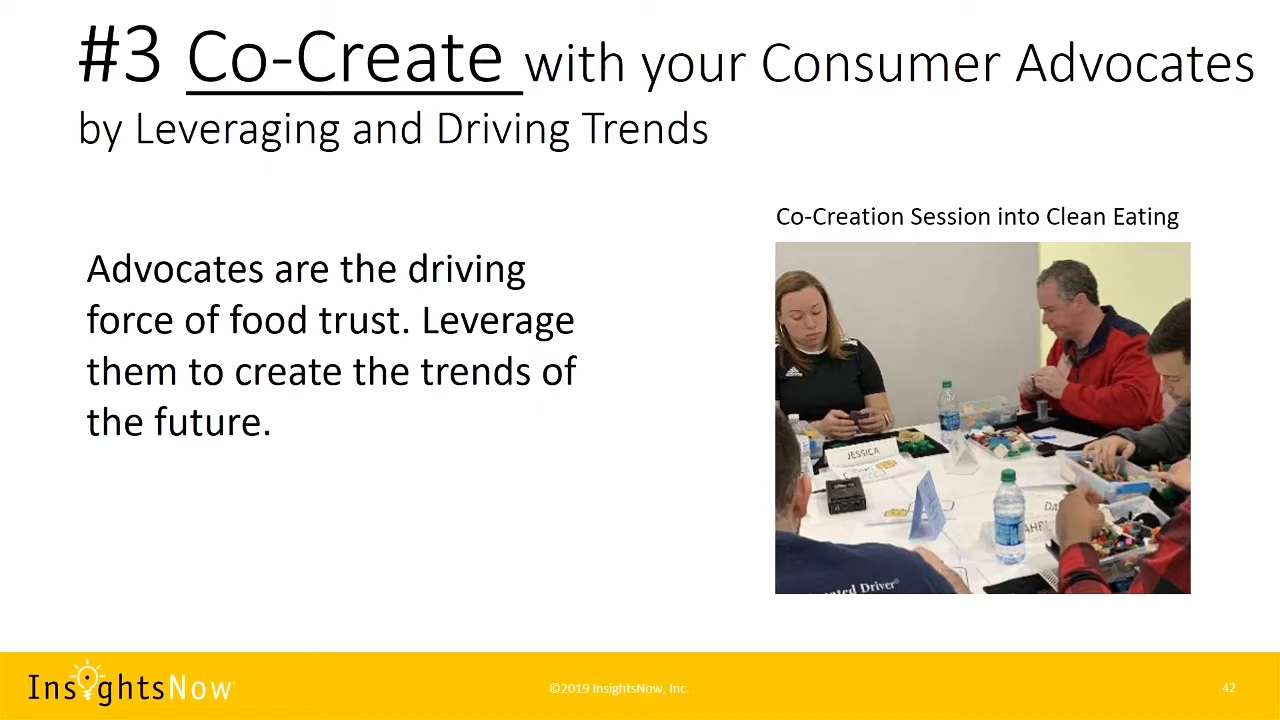 #3 Co-Create with your Consumer Advocates
by Leveraging and Driving Trends
Co-Creation Session into Clean Eating
Advocates are the driving
force of food trust. Leverage
them to create the trends of
the future.
adidas
JESSICA
Driver®
InsightsNow
©2019 InsightsNow, Inc.
42